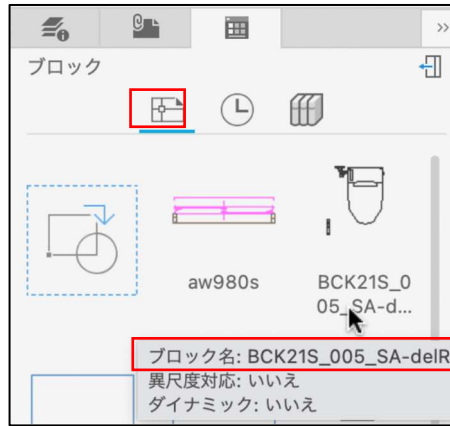 »
ブロック
aw980s
BCK21S_0
05_SA-d...
ブロック名: BCK21S_005_SA-delR
異尺度対応: いいえ
ダイナミック: いいえ